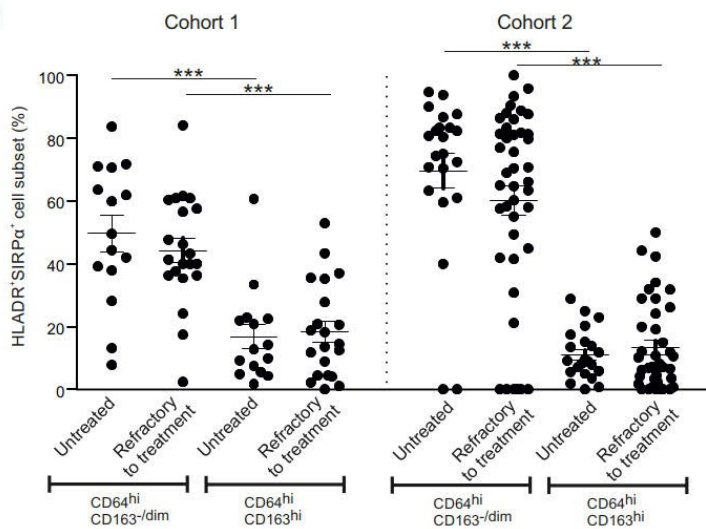 Cohort 1
Cohort 2
***
***
***
***
HLADR⁺SIRPα⁺ cell subset (%)
100
80
60
40
20
0
Untreated
Refractory
to treatment
Untreated
Refractory
to treatment
Untreated
Refractory
to treatment
Untreated
Refractory
to treatment
CD64ʰⁱ
CD163⁻/ᵈⁱᵐ
CD64ʰⁱ
CD163ʰⁱ
CD64ʰⁱ
CD163⁻/ᵈⁱᵐ
CD64ʰⁱ
CD163ʰⁱ